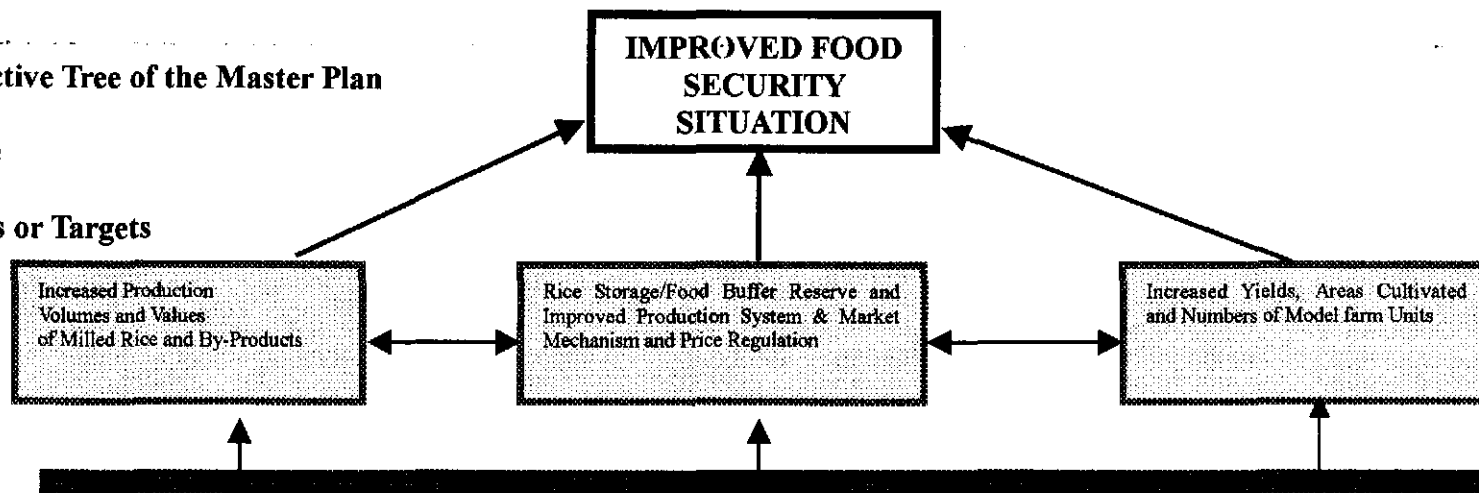 IMPROVED FOOD
SECURITY
SITUATION
ctive Tree of the Master Plan
s or Targets
Increased Production
Volumes and Values
of Milled Rice and By-Products
Rice Storage/Food Buffer Reserve and
Improved Production System & Market
Mechanism and Price Regulation
Increased Yields, Areas Cultivated
and Numbers of Model farm Units